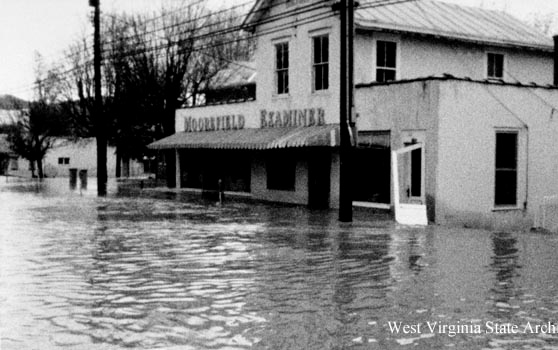 MOOREFIELD EXAMINER
West Virginia State Arch